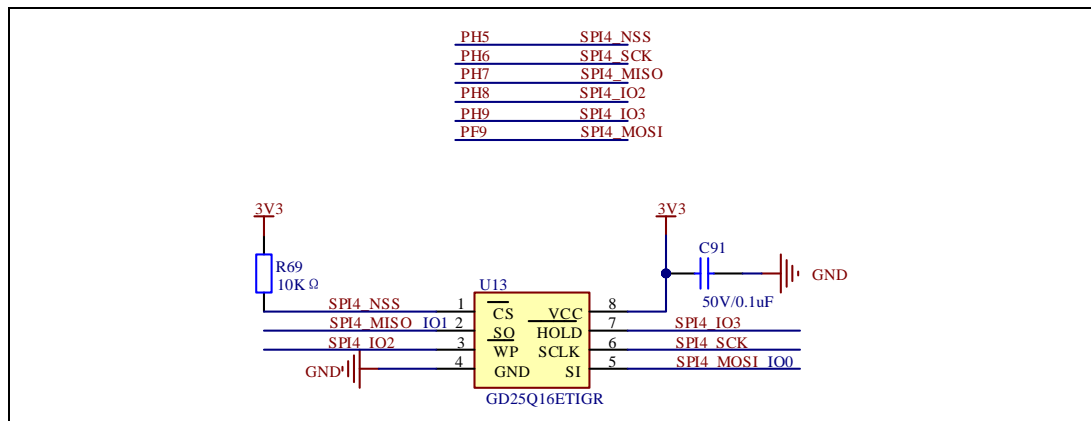 PH5 SPI4_NSS
PH6 SPI4_SCK
PH7 SPI4_MISO
PH8 SPI4_IO2
PH9 SPI4_IO3
PF9 SPI4_MOSI
3V3 3V3
C91
R69 GND
10KΩ U13 50V/0.1uF
SPI4_NSS 1 CS VCC 8
SPI4_MISO IO1 2 SO HOLD 7 SPI4_IO3
SPI4_IO2 3 WP SCLK 6 SPI4_SCK
GND 4 GND SI 5 SPI4_MOSI IO0
GD25Q16ETIGR